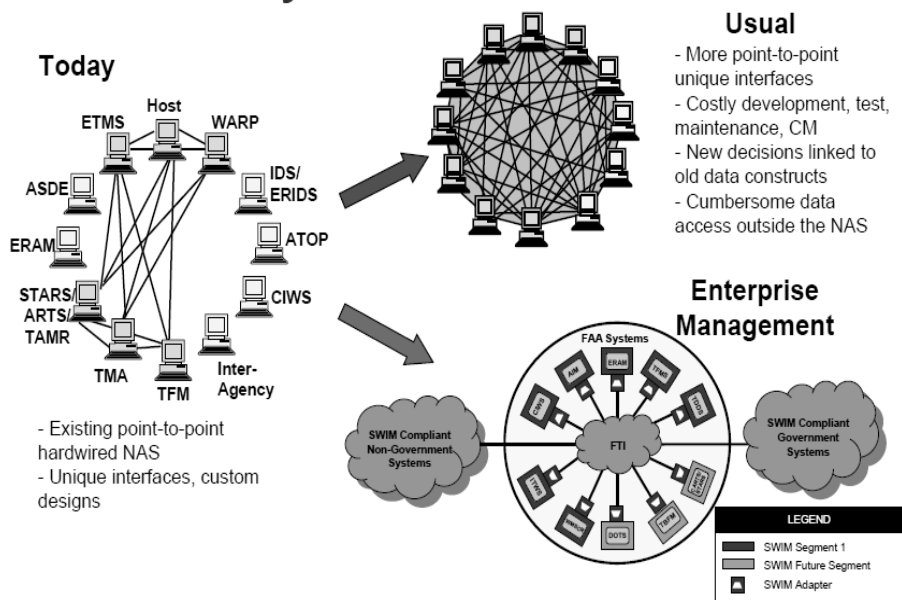 Today
Host
ETMS
WARP
ASDE
IDS/
ERIDS
ERAM
ATOP
STARS/
ARTS/
TAMR
CIWS
TMA
TFM
Inter-
Agency
- Existing point-to-point
hardwired NAS
- Unique interfaces, custom
designs
Usual
- More point-to-point
unique interfaces
- Costly development, test,
maintenance, CM
- New decisions linked to
old data constructs
- Cumbersome data
access outside the NAS
Enterprise
Management
FAA Systems
ERAM
AIM
TFMS
CIWS
TDDS
SWIM Compliant
Non-Government
Systems
FTI
SWIM Compliant
Government
Systems
ITWS
WMSCR
DOTS
TBFM
LEGEND
SWIM Segment 1
SWIM Future Segment
SWIM Adapter